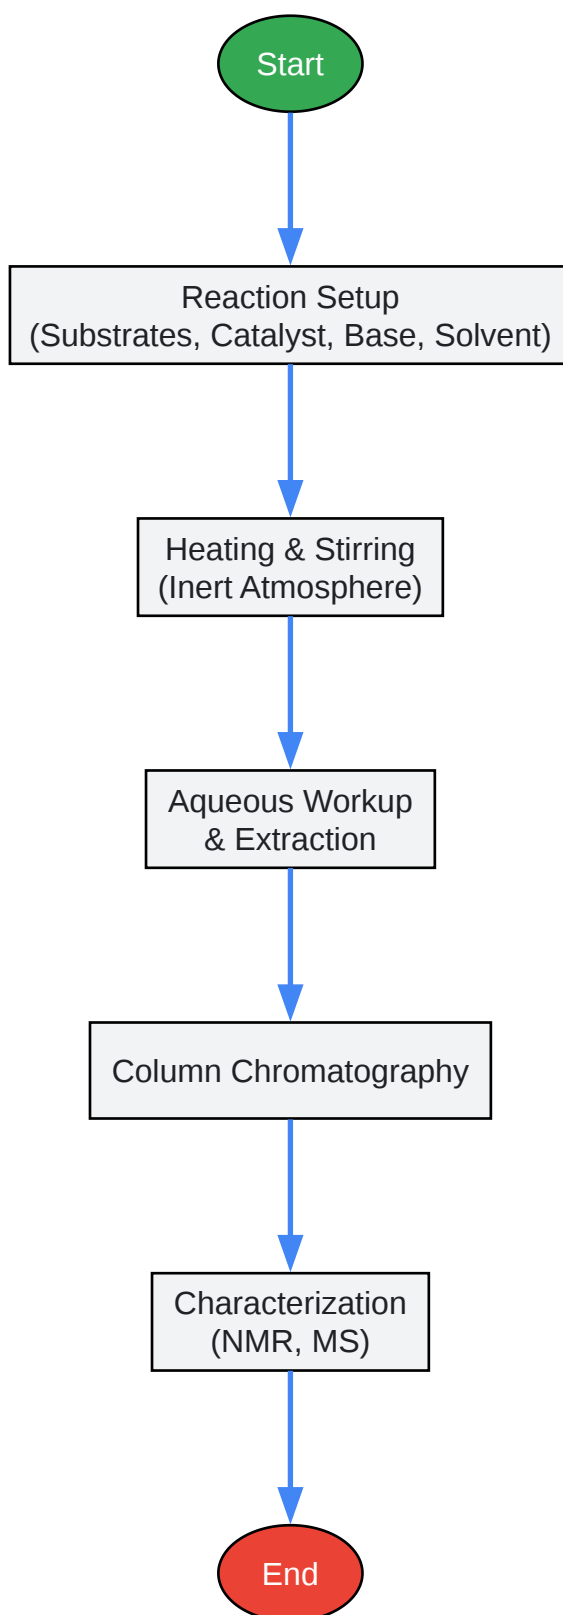 Start
Reaction Setup
(Substrates, Catalyst, Base, Solvent)
Heating & Stirring
(Inert Atmosphere)
Aqueous Workup
& Extraction
Column Chromatography
Characterization
(NMR, MS)
End